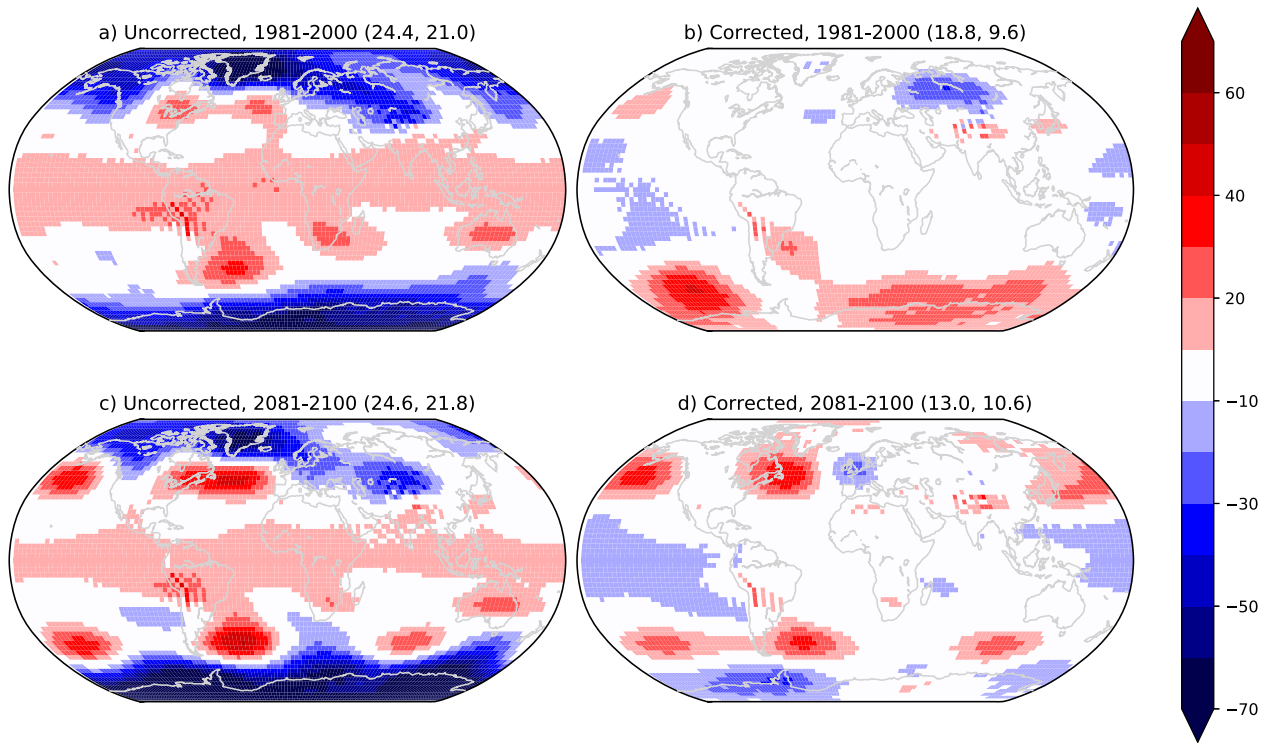 a) Uncorrected, 1981-2000 (24.4, 21.0)
b) Corrected, 1981-2000 (18.8, 9.6)
c) Uncorrected, 2081-2100 (24.6, 21.8)
d) Corrected, 2081-2100 (13.0, 10.6)
60
40
20
−10
−30
−50
−70